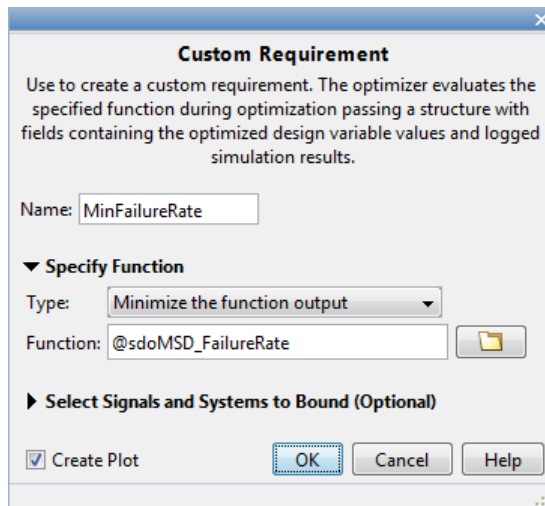 Custom Requirement
Use to create a custom requirement. The optimizer evaluates the
specified function during optimization passing a structure with
fields containing the optimized design variable values and logged
simulation results.
Name: MinFailureRate
Specify Function
Type: Minimize the function output
Function: @sdoMSD_FailureRate
Select Signals and Systems to Bound (Optional)
Create Plot OK Cancel Help